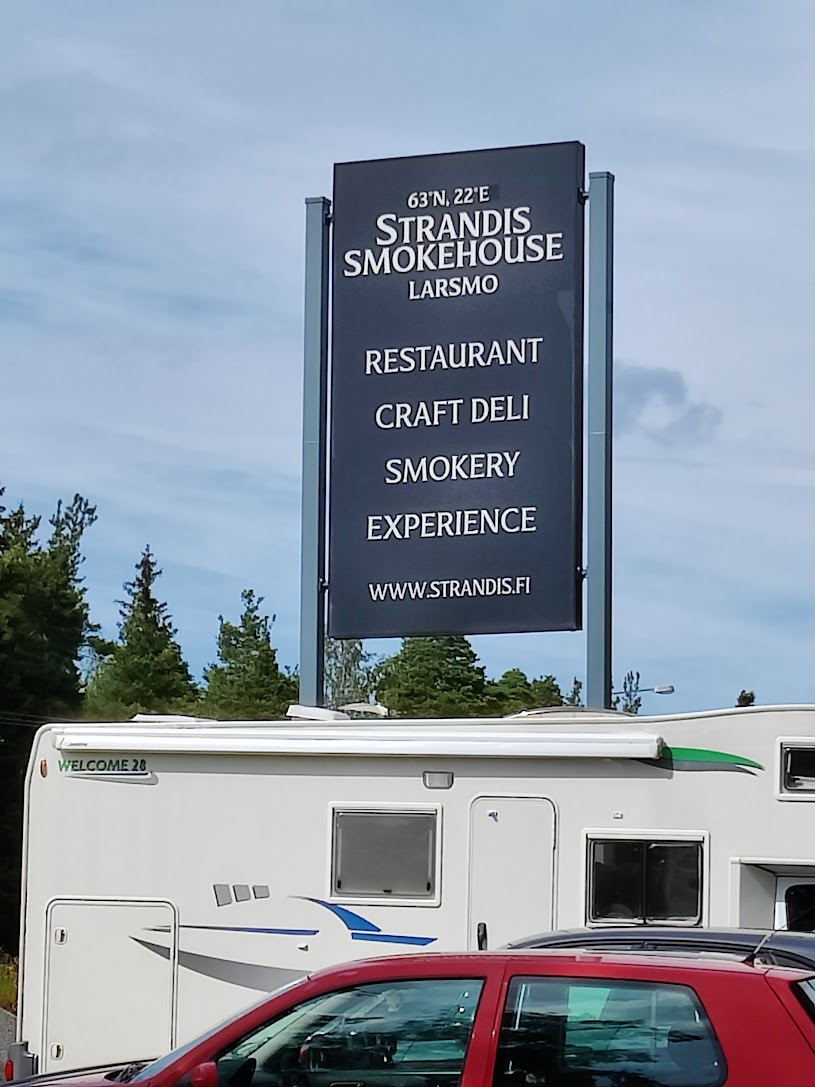 63°N, 22°E
STRANDIS
SMOKEHOUSE
LARSMO
RESTAURANT
CRAFT DELI
SMOKERY
EXPERIENCE
WWW.STRANDIS.FI
WELCOME 28